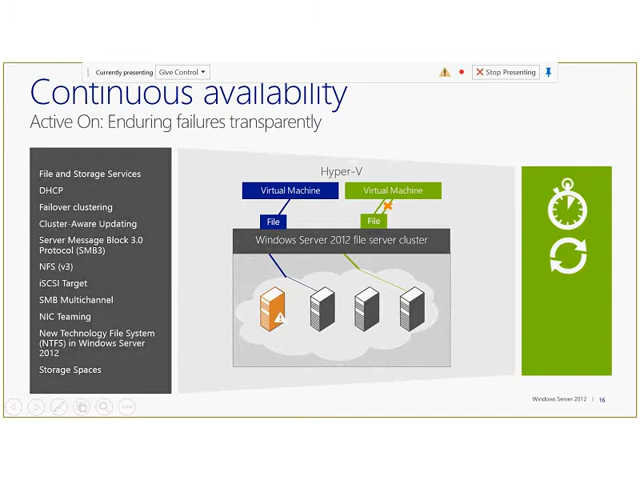 Currently presenting Give Control Stop Presenting
Continuous availability
Active On: Enduring failures transparently
File and Storage Services
DHCP
Failover clustering
Cluster-Aware Updating
Server Message Block 3.0
Protocol (SMB3)
NFS (v3)
iSCSI Target
SMB Multichannel
NIC Teaming
New Technology File System
(NTFS) in Windows Server
2012
Storage Spaces
Hyper-V
Virtual Machine Virtual Machine
File File
Windows Server 2012 file server cluster
Windows Server 2012 | 16